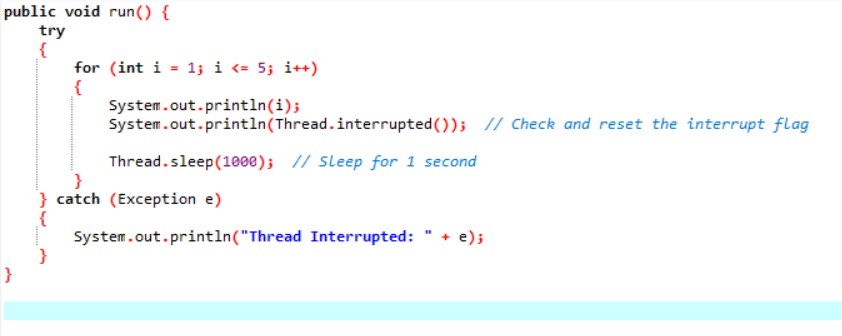 public void run() {
    try
    {
        for (int i = 1; i <= 5; i++)
        {
            System.out.println(i);
            System.out.println(Thread.interrupted());  // Check and reset the interrupt flag

            Thread.sleep(1000);  // Sleep for 1 second
        }
    } catch (Exception e)
    {
        System.out.println("Thread Interrupted: " + e);
    }
}